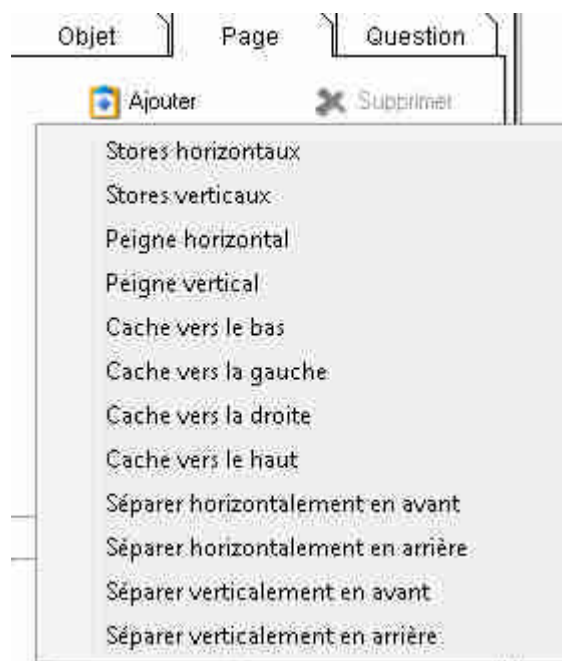 Objet Page Question
Ajouter Supprimer
Stores horizontaux
Stores verticaux
Peigne horizontal
Peigne vertical
Cache vers le bas
Cache vers la gauche
Cache vers la droite
Cache vers le haut
Séparer horizontalement en avant
Séparer horizontalement en arrière
Séparer verticalement en avant
Séparer verticalement en arrière